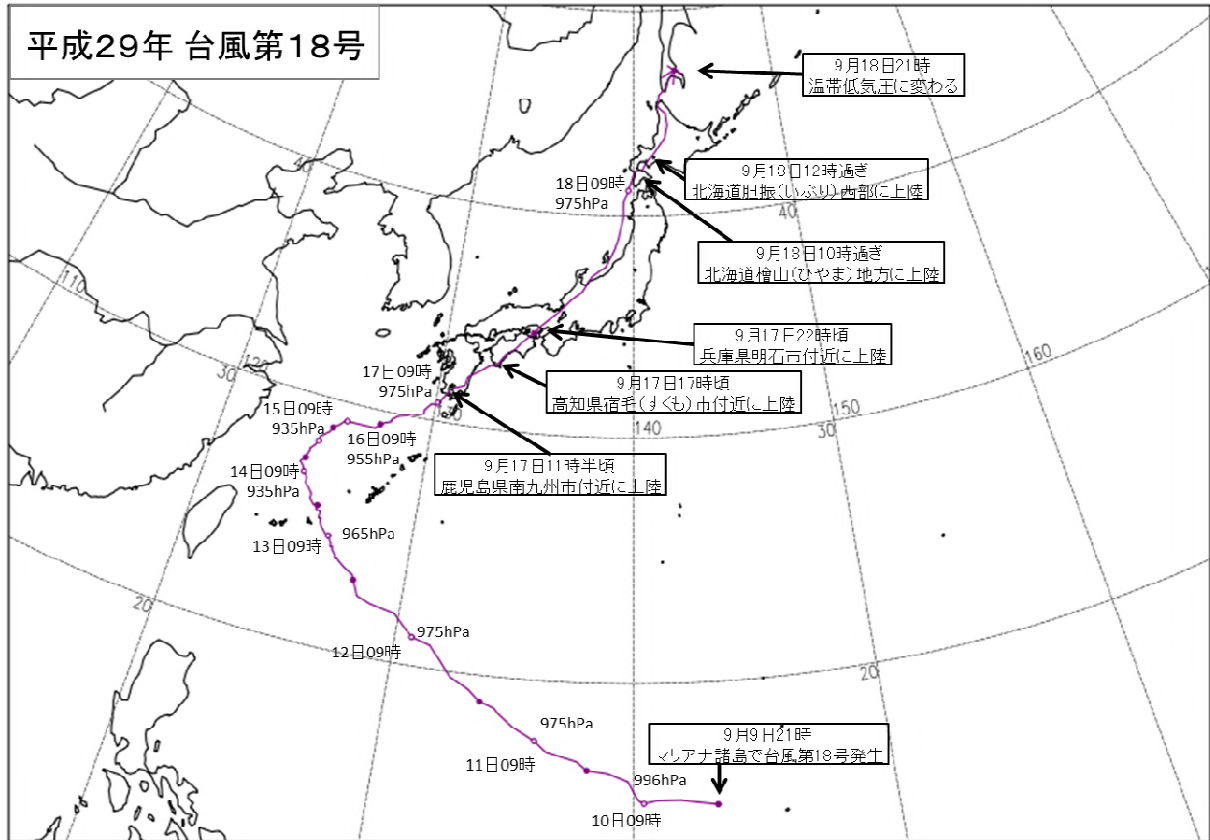 平成29年 台風第18号
9月18日21時
温帯低気圧に変わる
9月18日12時過ぎ
北海道胆振(いぶり)西部に上陸
18日09時
975hPa
9月18日10時過ぎ
北海道檜山(ひやま)地方に上陸
9月17日22時頃
兵庫県明石市付近に上陸
9月17日17時頃
高知県宿毛(すくも)市付近に上陸
17日09時
975hPa
9月17日11時半頃
鹿児島県南九州市付近に上陸
16日09時
955hPa
15日09時
935hPa
14日09時
935hPa
965hPa
13日09時
975hPa
12日09時
975hPa
11日09時
9月9日21時
マリアナ諸島で台風第18号発生
996hPa
10日09時
40
40
110
120
30
160
150
30
140
20
20